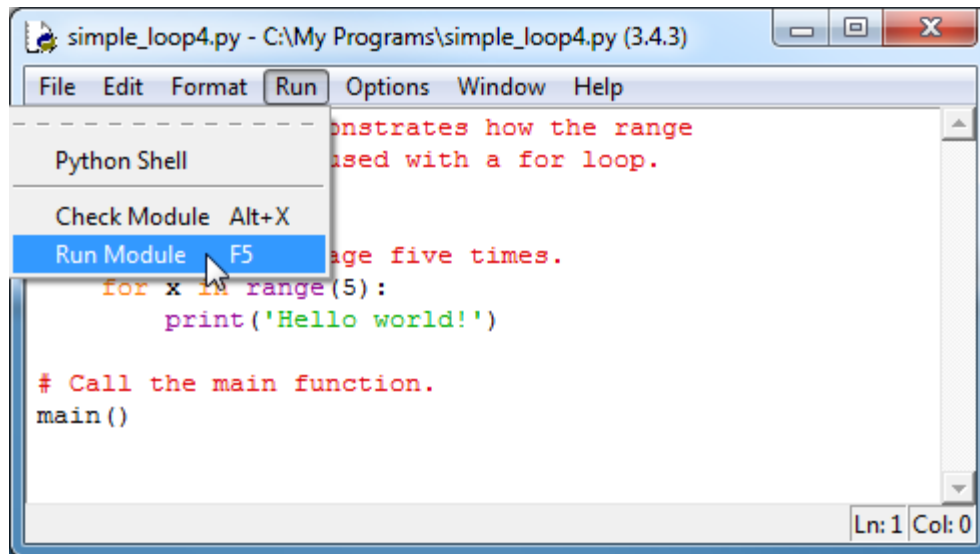 simple_loop4.py - C:\My Programs\simple_loop4.py (3.4.3)
File Edit Format Run Options Window Help
onstrates how the range
Python Shell
used with a for loop.
Check Module Alt+X
Run Module F5
age five times.
for x in range(5):
print('Hello world!')
# Call the main function.
main()
Ln: 1 Col: 0